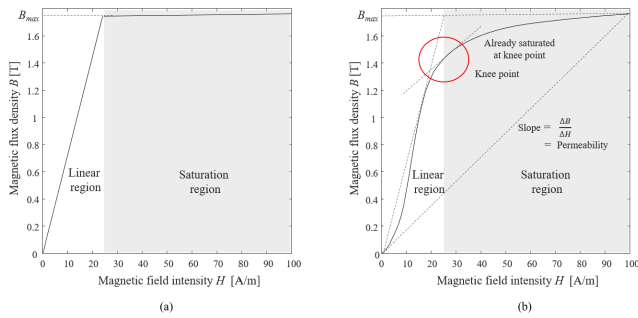 B_max
1.6
1.4
1.2
1
0.8
0.6
0.4
0.2
0
Magnetic flux density B [T]
Linear
region
Saturation
region
0 10 20 30 40 50 60 70 80 90 100
Magnetic field intensity H [A/m]
(a)
B_max
1.6
1.4
1.2
1
0.8
0.6
0.4
0.2
0
Magnetic flux density B [T]
Already saturated
at knee point
Knee point
Slope = ΔB/ΔH
= Permeability
Linear
region
Saturation
region
0 10 20 30 40 50 60 70 80 90 100
Magnetic field intensity H [A/m]
(b)